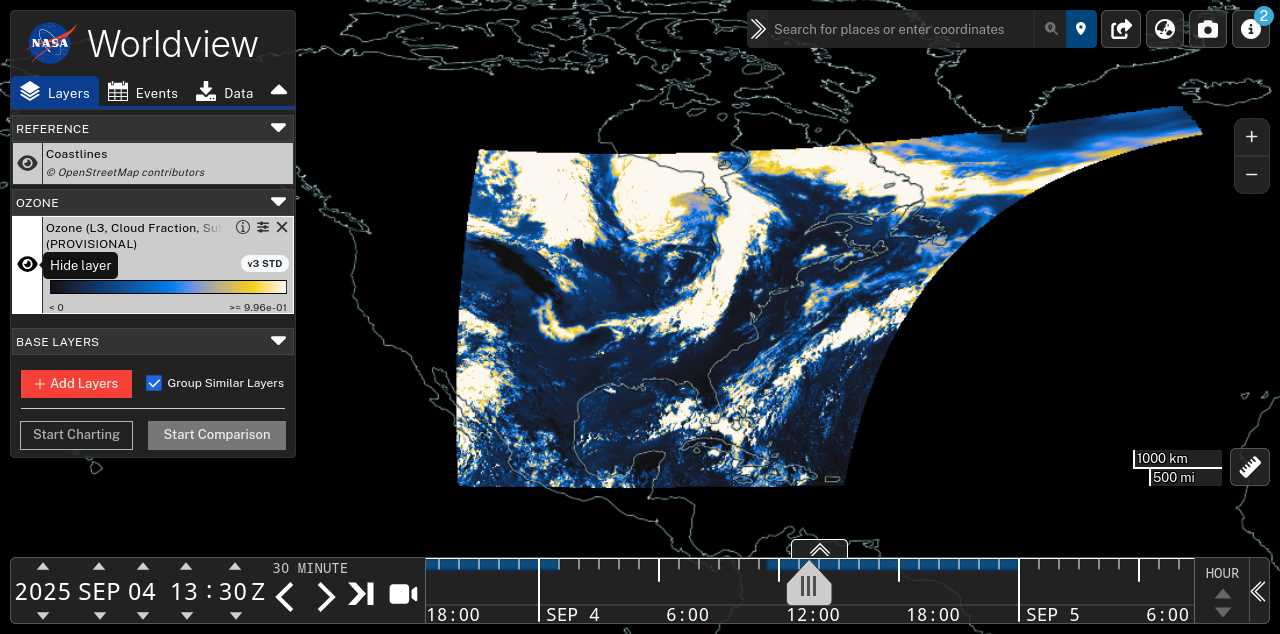 NASA
Worldview
Search for places or enter coordinates
2
Layers
Events
Data
REFERENCE
Coastlines
© OpenStreetMap contributors
OZONE
Ozone (L3, Cloud Fraction, Su
(PROVISIONAL)
Hide layer
v3 STD
< 0
>= 9.96e-01
BASE LAYERS
+ Add Layers
Group Similar Layers
Start Charting
Start Comparison
1000 km
500 mi
2025 SEP 04 13 : 30 Z
30 MINUTE
18:00
SEP 4
6:00
12:00
18:00
SEP 5
6:00
HOUR